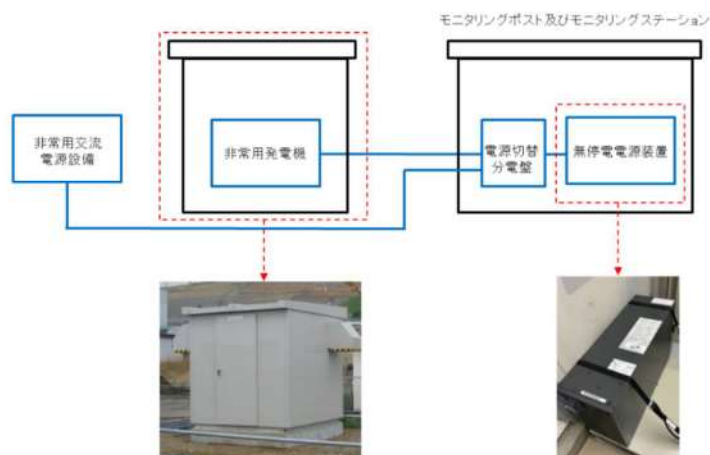 モニタリングポスト及びモニタリングステーション
非常用交流
電源設備
非常用発電機
電源切替
分電盤
無停電電源装置